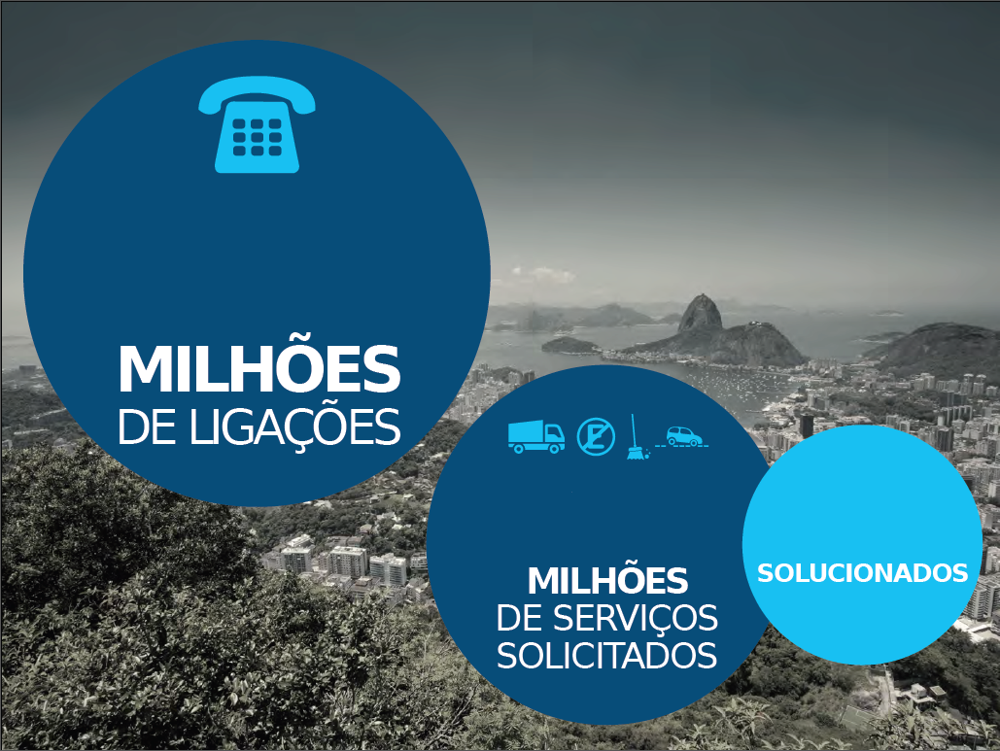 MILHÕES
DE LIGAÇÕES
MILHÕES
DE SERVIÇOS
SOLICITADOS
SOLUCIONADOS